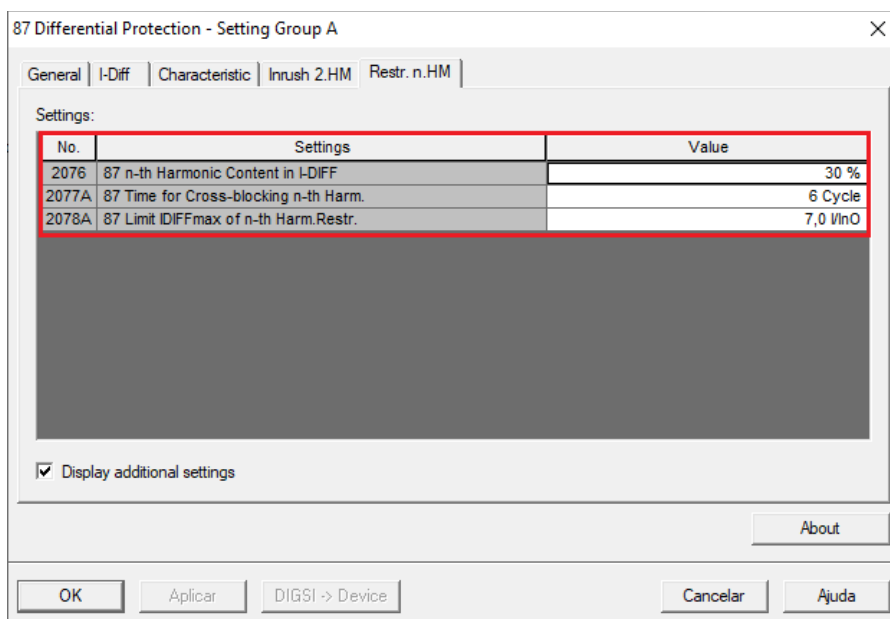 87 Differential Protection - Setting Group A
General I-Diff Characteristic Inrush 2.HM Restr. n.HM
Settings:
No. Settings Value
2076 87 n-th Harmonic Content in I-DIFF 30 %
2077A 87 Time for Cross-blocking n-th Harm. 6 Cycle
2078A 87 Limit IDIFFmax of n-th Harm.Restr. 7,0 I/InO
Display additional settings
About
OK Aplicar DIGSI -> Device Cancelar Ajuda